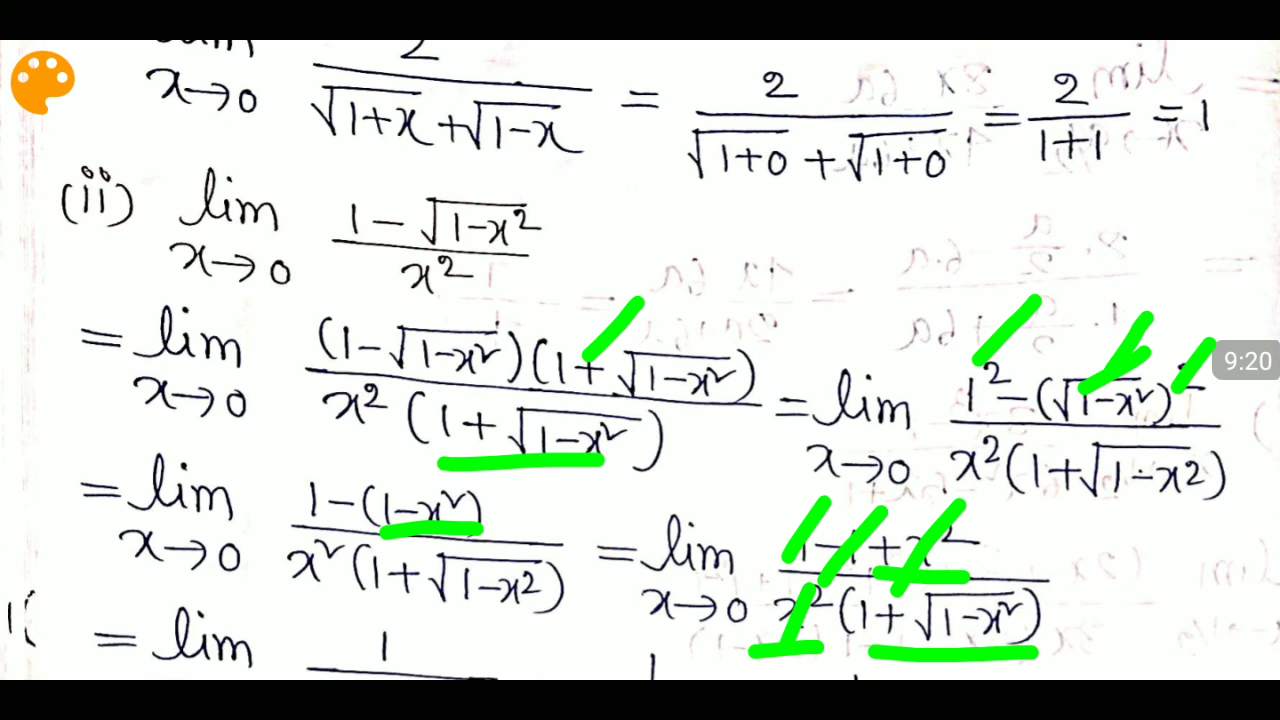 x→0 2/(√(1+x) + √(1-x)) = 2/(√(1+0) + √(1+0)) = 2/(1+1) = 1
(ii) lim x→0 (1-√(1-x²))/x²
= lim x→0 (1-√(1-x²))(1+√(1-x²))/(x²(1+√(1-x²))) = lim x→0 (1²-(√(1-x²))²)/(x²(1+√(1-x²)))
9:20
= lim x→0 (1-(1-x²))/(x²(1+√(1-x²))) = lim x→0 (1-1+x²)/(x²(1+√(1-x²)))
= lim 1